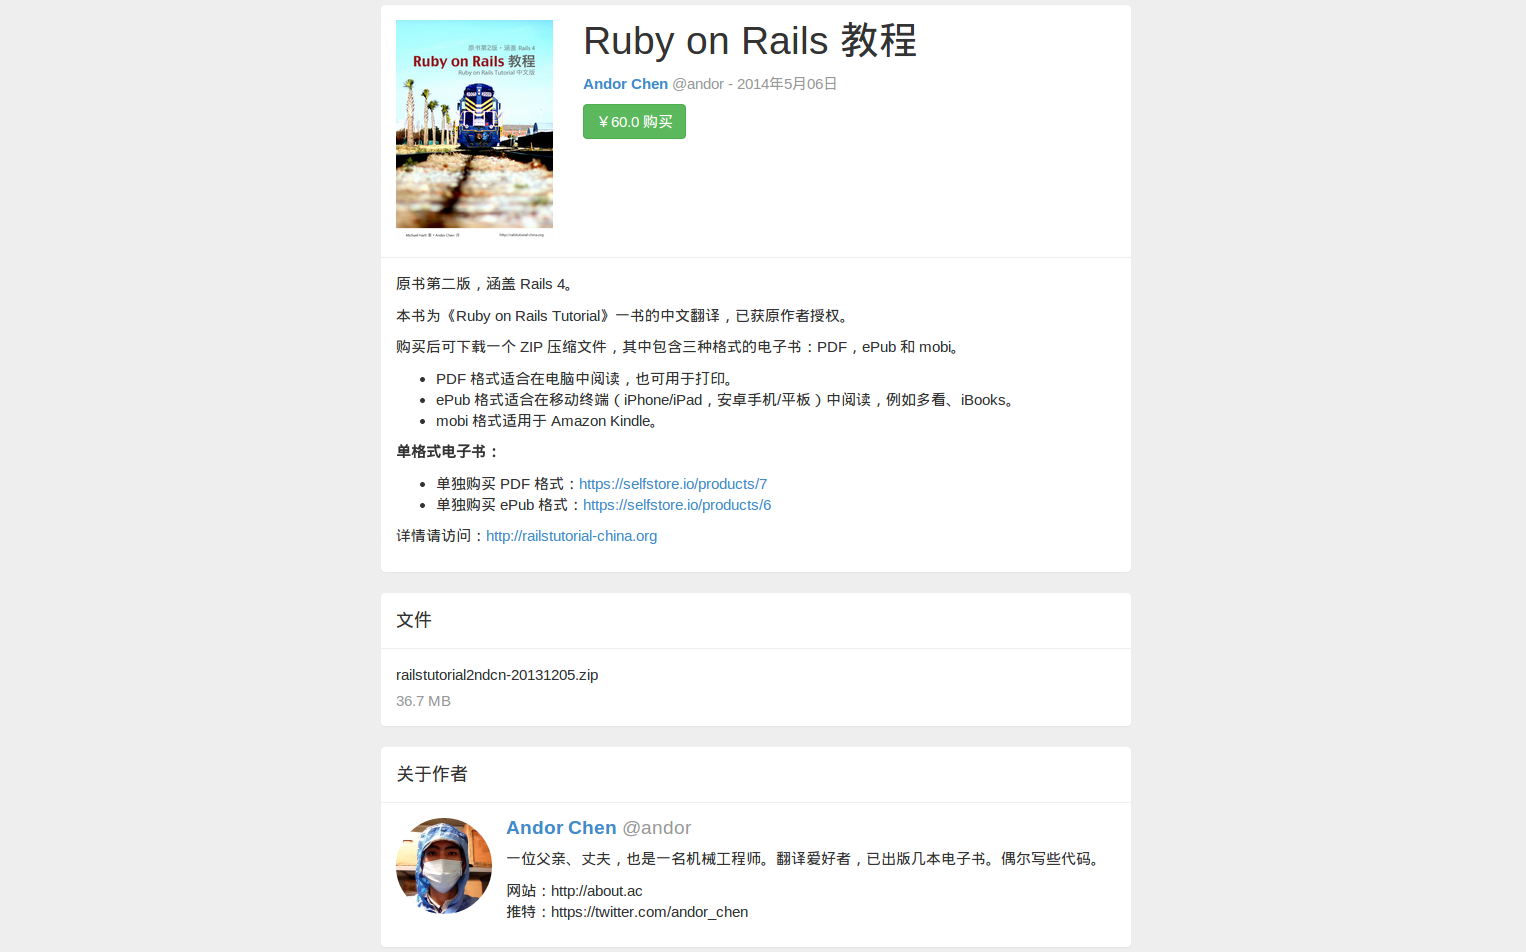 原书第2版 • 涵盖 Rails 4
Ruby on Rails 教程
Ruby on Rails Tutorial 中文版
Michael Hartl 著 • Andor Chen 译
http://railstutorial-china.org
Ruby on Rails 教程
Andor Chen @andor - 2014年5月06日
￥60.0 购买
原书第二版，涵盖 Rails 4。
本书为《Ruby on Rails Tutorial》一书的中文翻译，已获原作者授权。
购买后可下载一个 ZIP 压缩文件，其中包含三种格式的电子书：PDF，ePub 和 mobi。
• PDF 格式适合在电脑中阅读，也可用于打印。
• ePub 格式适合在移动终端（iPhone/iPad，安卓手机/平板）中阅读，例如多看、iBooks。
• mobi 格式适用于 Amazon Kindle。
单格式电子书：
• 单独购买 PDF 格式：https://selfstore.io/products/7
• 单独购买 ePub 格式：https://selfstore.io/products/6
详情请访问：http://railstutorial-china.org
文件
railstutorial2ndcn-20131205.zip
36.7 MB
关于作者
Andor Chen @andor
一位父亲、丈夫，也是一名机械工程师。翻译爱好者，已出版几本电子书。偶尔写些代码。
网站：http://about.ac
推特：https://twitter.com/andor_chen